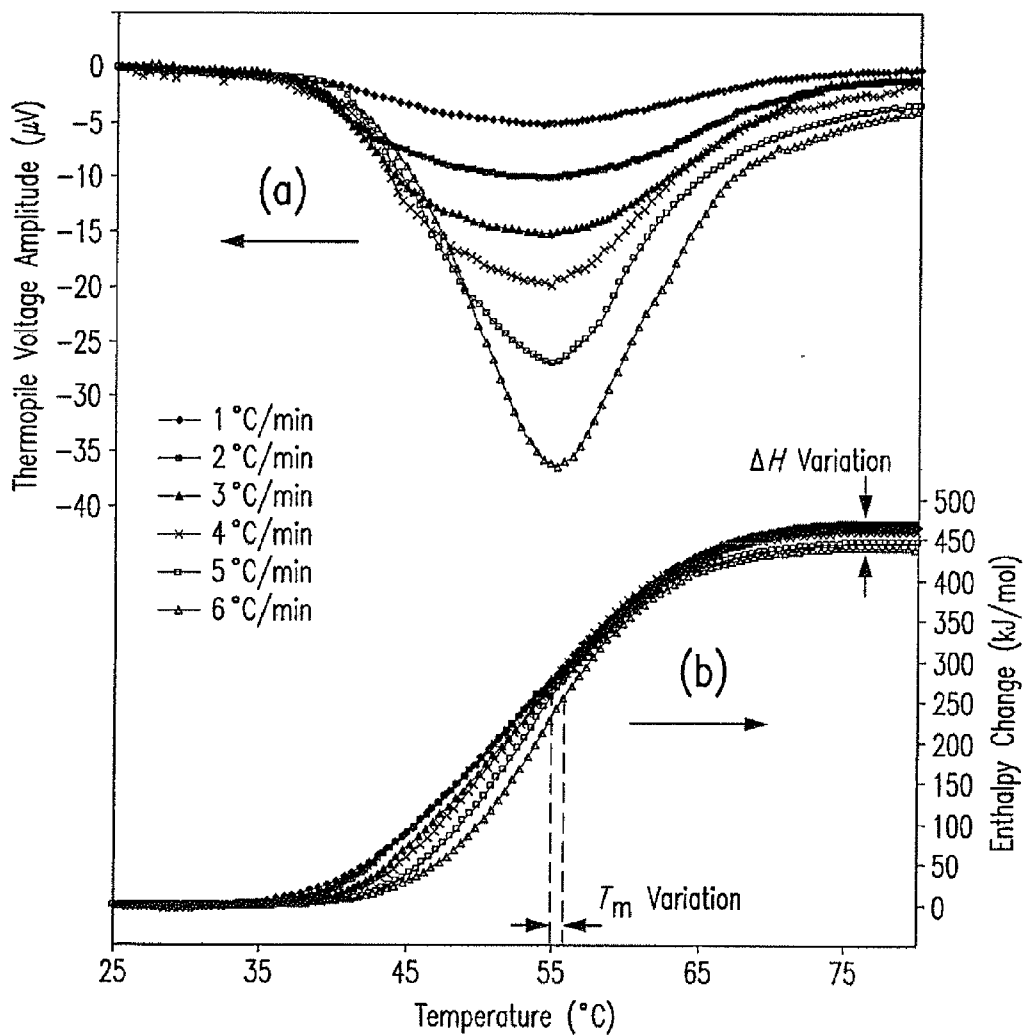 Thermopile Voltage Amplitude (μV)
0
−5
−10
−15
−20
−25
−30
−35
−40
(a)
1 °C/min
2 °C/min
3 °C/min
4 °C/min
5 °C/min
6 °C/min
ΔH Variation
500
450
400
350
300
250
200
150
100
50
0
Enthalpy Change (kJ/mol)
(b)
Tm Variation
25
35
45
55
65
75
Temperature (°C)